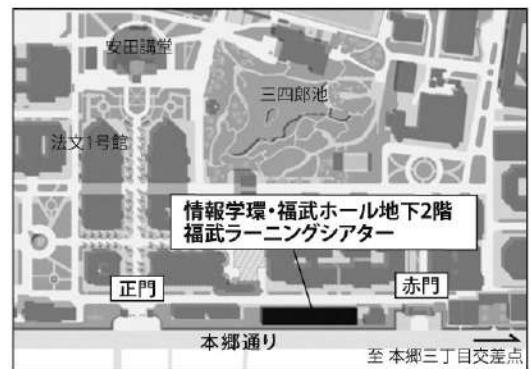 安田講堂
三四郎池
法文1号館
情報学環・福武ホール地下2階
福武ラーニングシアター
正門
赤門
本郷通り
至 本郷三丁目交差点